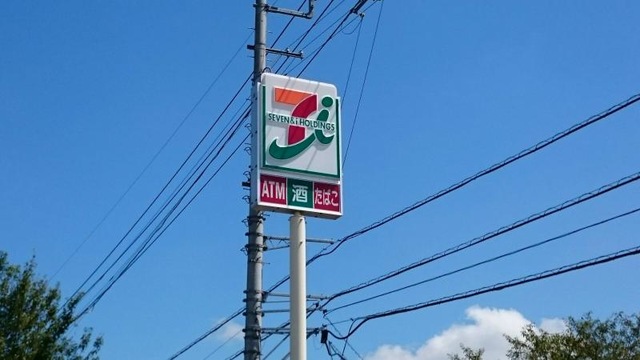 7i
SEVEN & i HOLDINGS
ATM 酒 たばこ